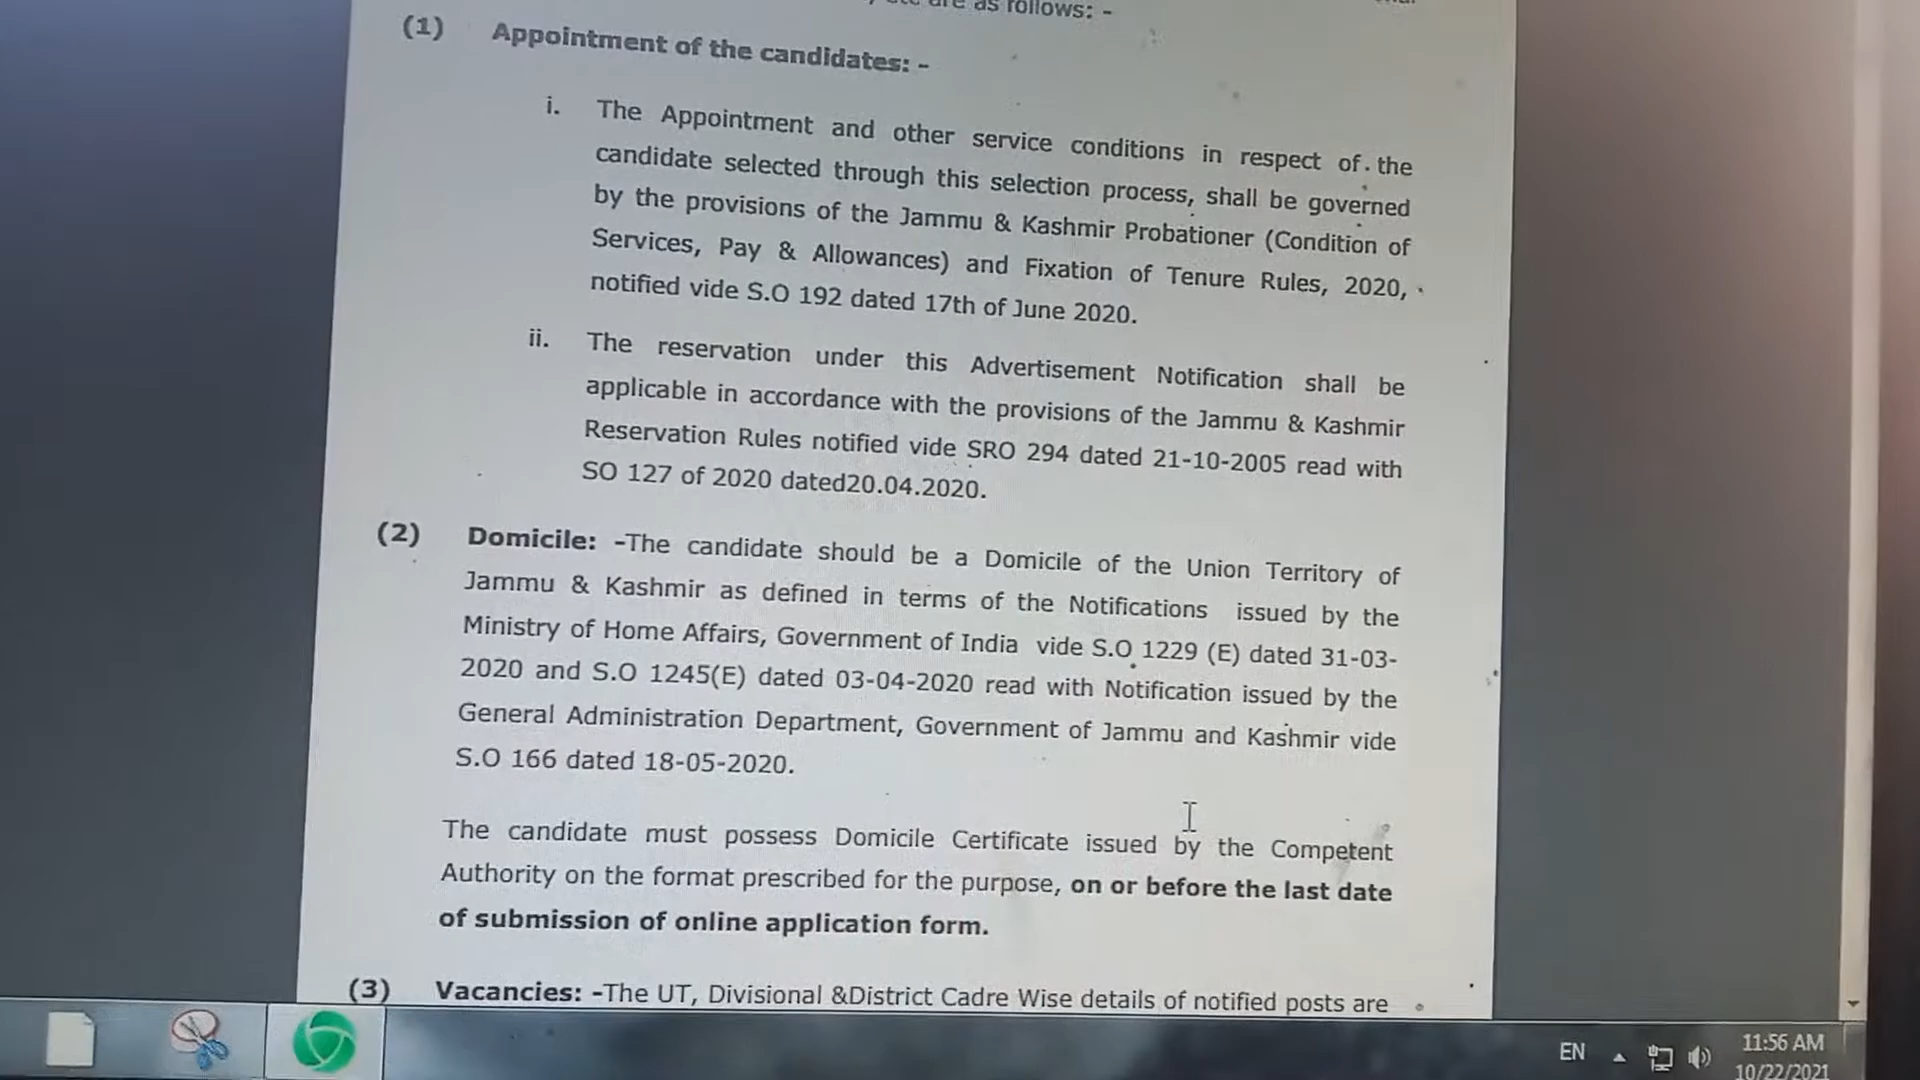 are as follows: -
(1) Appointment of the candidates: -
i. The Appointment and other service conditions in respect of the
candidate selected through this selection process, shall be governed
by the provisions of the Jammu & Kashmir Probationer (Condition of
Services, Pay & Allowances) and Fixation of Tenure Rules, 2020,
notified vide S.O 192 dated 17th of June 2020.
ii. The reservation under this Advertisement Notification shall be
applicable in accordance with the provisions of the Jammu & Kashmir
Reservation Rules notified vide SRO 294 dated 21-10-2005 read with
SO 127 of 2020 dated20.04.2020.
(2) Domicile: -The candidate should be a Domicile of the Union Territory of
Jammu & Kashmir as defined in terms of the Notifications issued by the
Ministry of Home Affairs, Government of India vide S.O 1229 (E) dated 31-03-
2020 and S.O 1245(E) dated 03-04-2020 read with Notification issued by the
General Administration Department, Government of Jammu and Kashmir vide
S.O 166 dated 18-05-2020.
The candidate must possess Domicile Certificate issued by the Competent
Authority on the format prescribed for the purpose, on or before the last date
of submission of online application form.
(3) Vacancies: -The UT, Divisional &District Cadre Wise details of notified posts are
EN
11:56 AM
10/22/2021